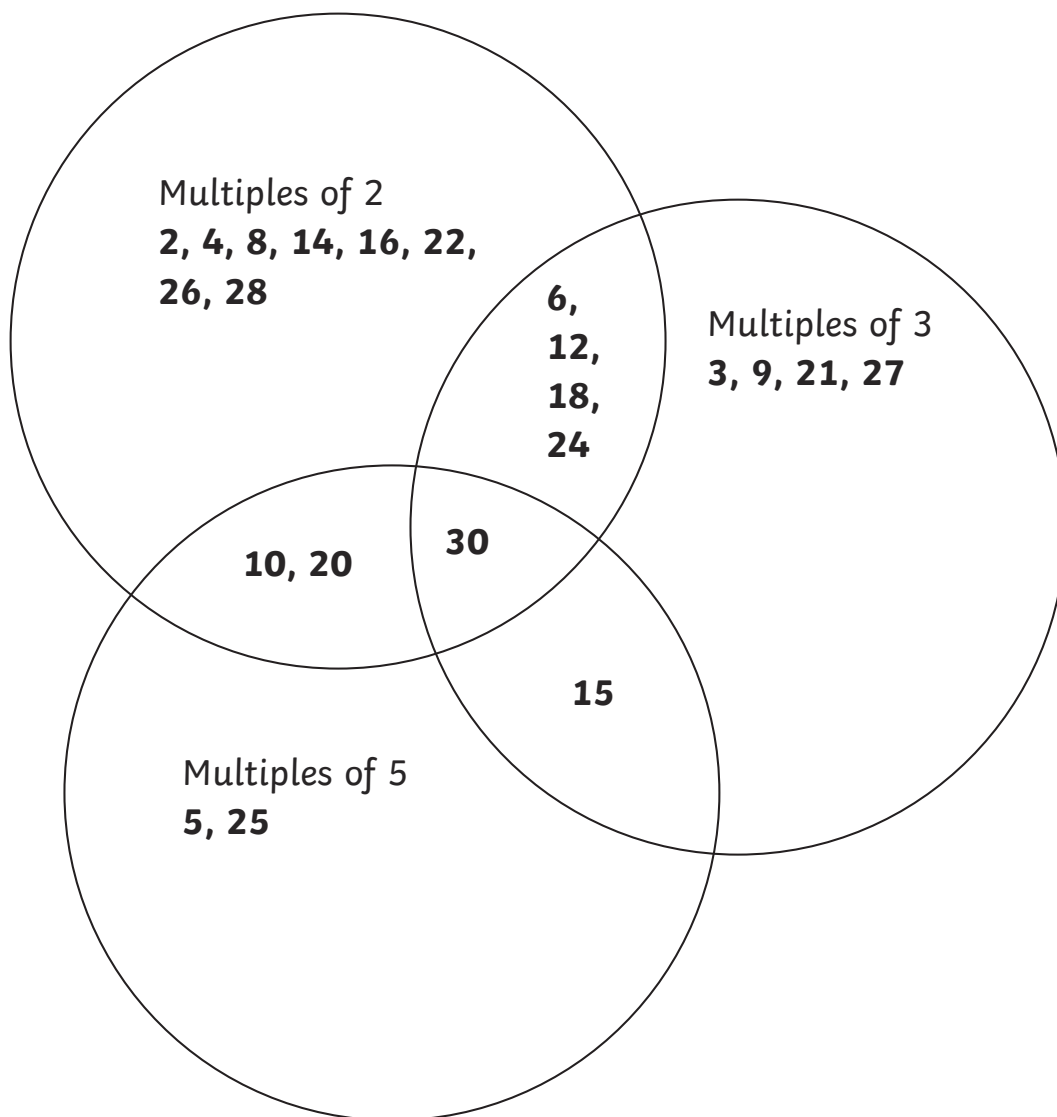 Multiples of 2
2, 4, 8, 14, 16, 22,
26, 28
6,
12,
18,
24
Multiples of 3
3, 9, 21, 27
10, 20
30
15
Multiples of 5
5, 25